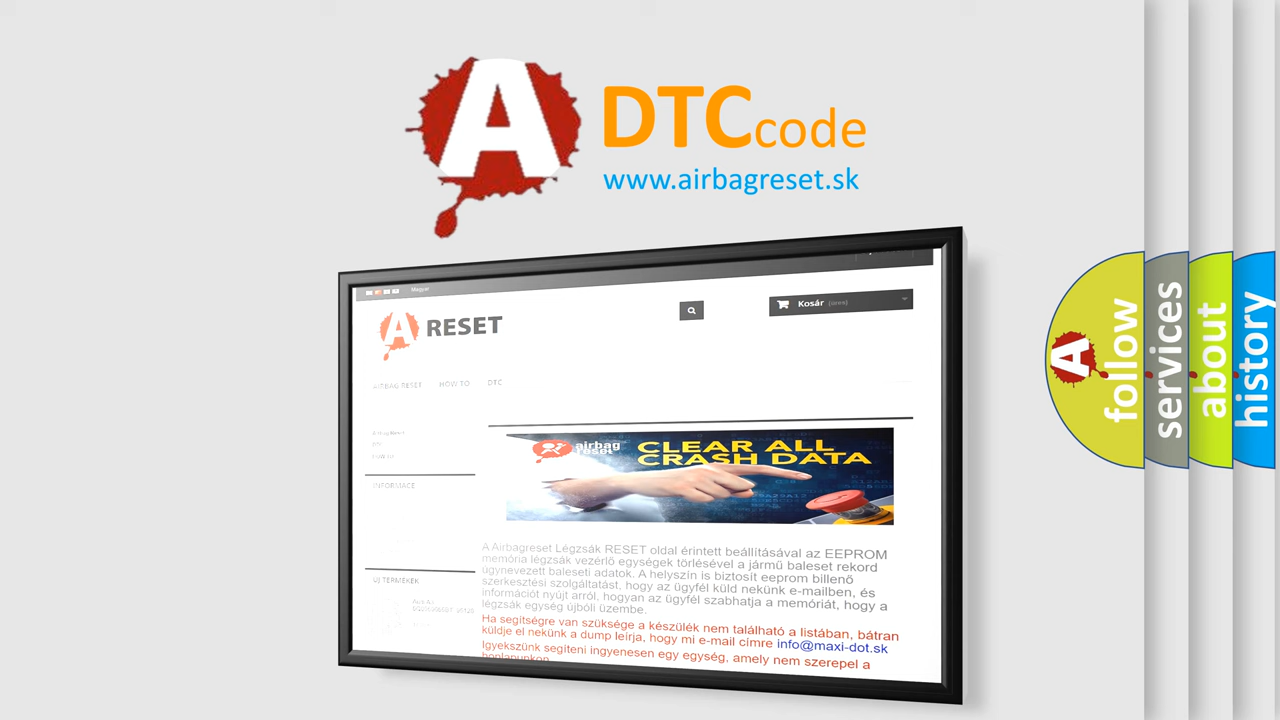 A
DTC code
www.airbagreset.sk
Magyar
A RESET
Kosár (üres)
AIRBAG RESET HOW TO DTC
INFORMACE
airbag reset
CLEAR ALL
CRASH DATA
ÚJ TERMÉKEK
A Airbagreset Légzsák RESET oldal érintett beállításával az EEPROM
memória légzsák vezérlő egységek törlésével a jármű baleset rekord
úgynevezett baleseti adatok. A helyszín is biztosít eeprom billenő
szerkesztési szolgáltatást, hogy az ügyfél küld nekünk e-mailben, és
információt nyújt arról, hogyan az ügyfél szabhatja a memóriát, hogy a
légzsák egység újbóli üzembe.
Ha segítségre van szüksége a készülék nem található a listában, bátran
küldje el nekünk a dump leírja, hogy mi e-mail címre info@maxi-dot.sk
Igyekszünk segíteni ingyenesen egy egység, amely nem szerepel a
honlapunkon
A
follow
services
about
history